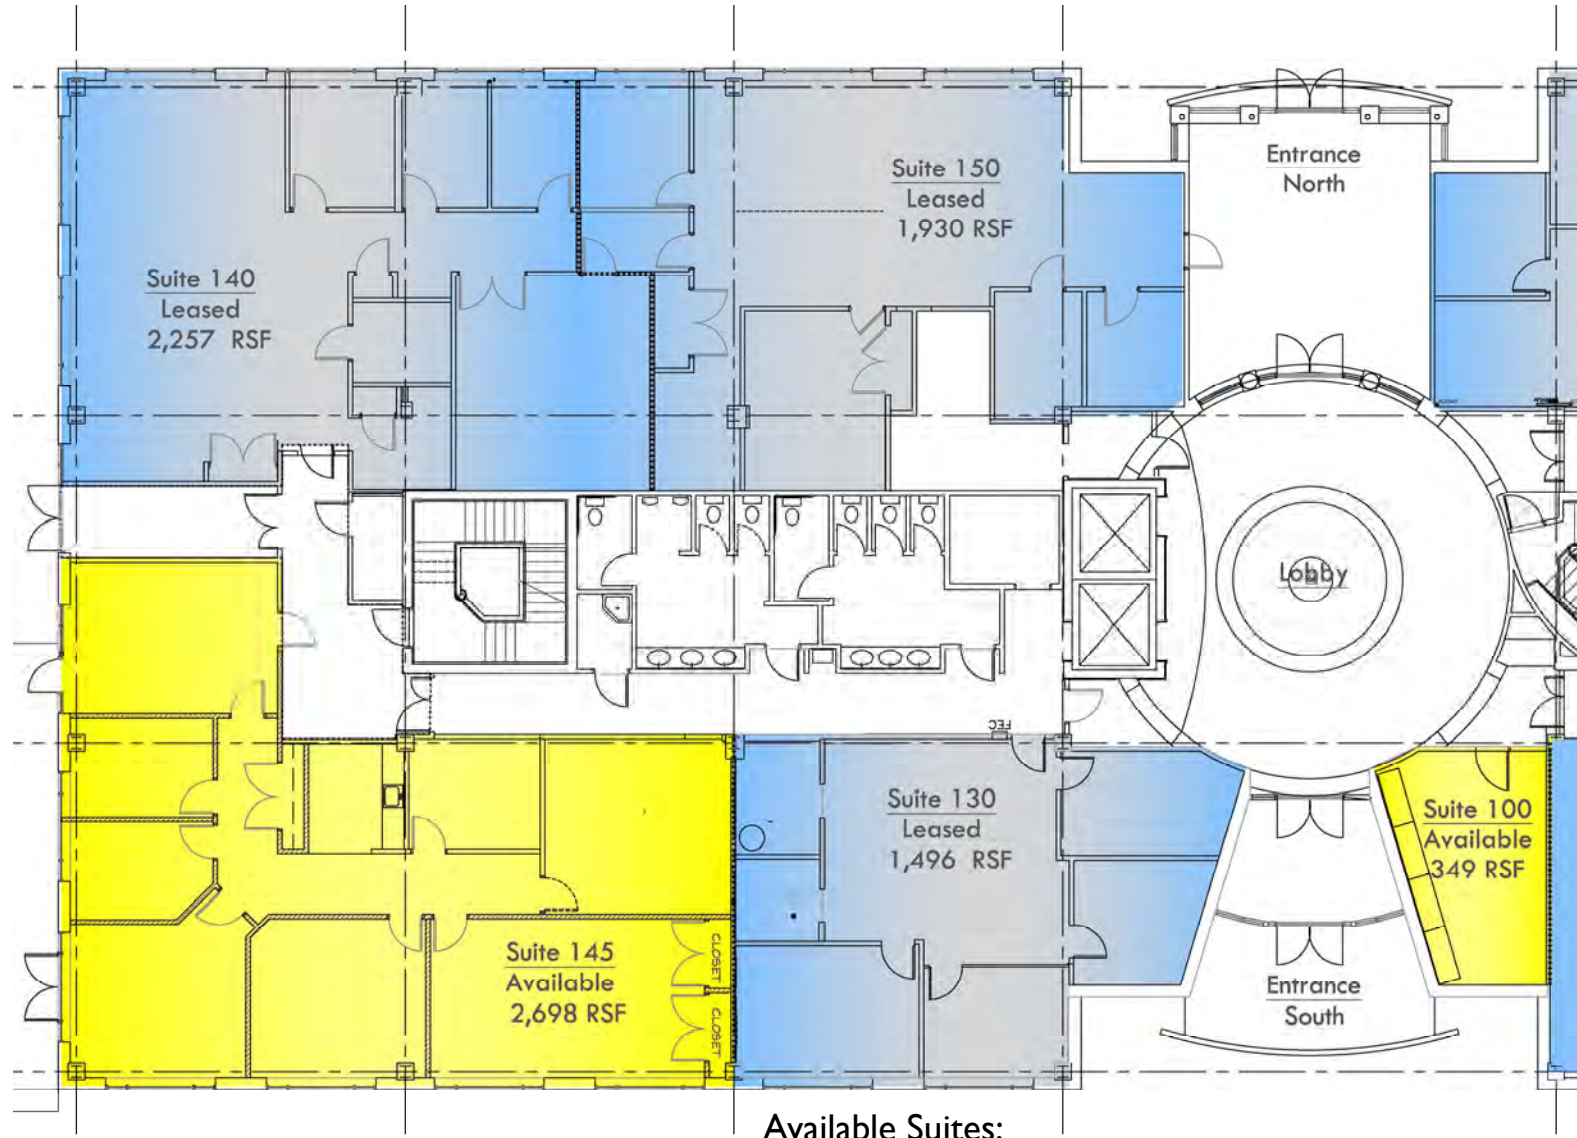 Suite 150
Leased
1,930 RSF
Entrance
North
Suite 140
Leased
2,257 RSF
Lobby
FEC
Suite 130
Leased
1,496 RSF
Suite 100
Available
349 RSF
Suite 145
Available
2,698 RSF
CLOSET
CLOSET
Entrance
South
Available Suites: